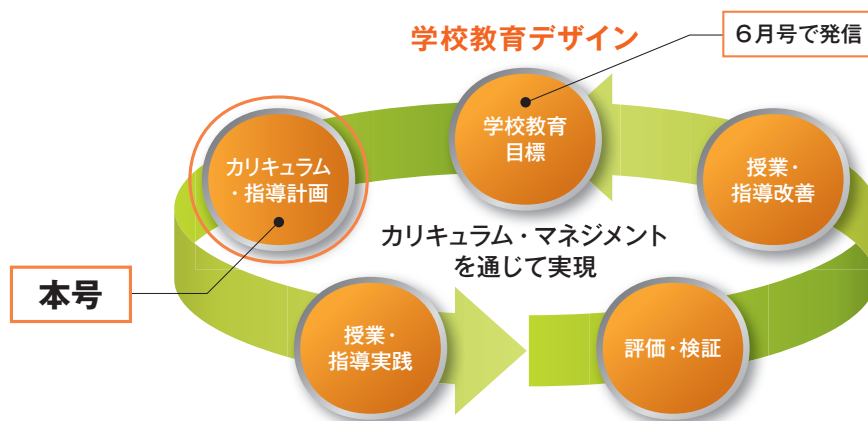 学校教育デザイン
6月号で発信
学校教育
目標
カリキュラム
・指導計画
授業・
指導改善
カリキュラム・マネジメント
を通じて実現
本号
授業・
指導実践
評価・検証